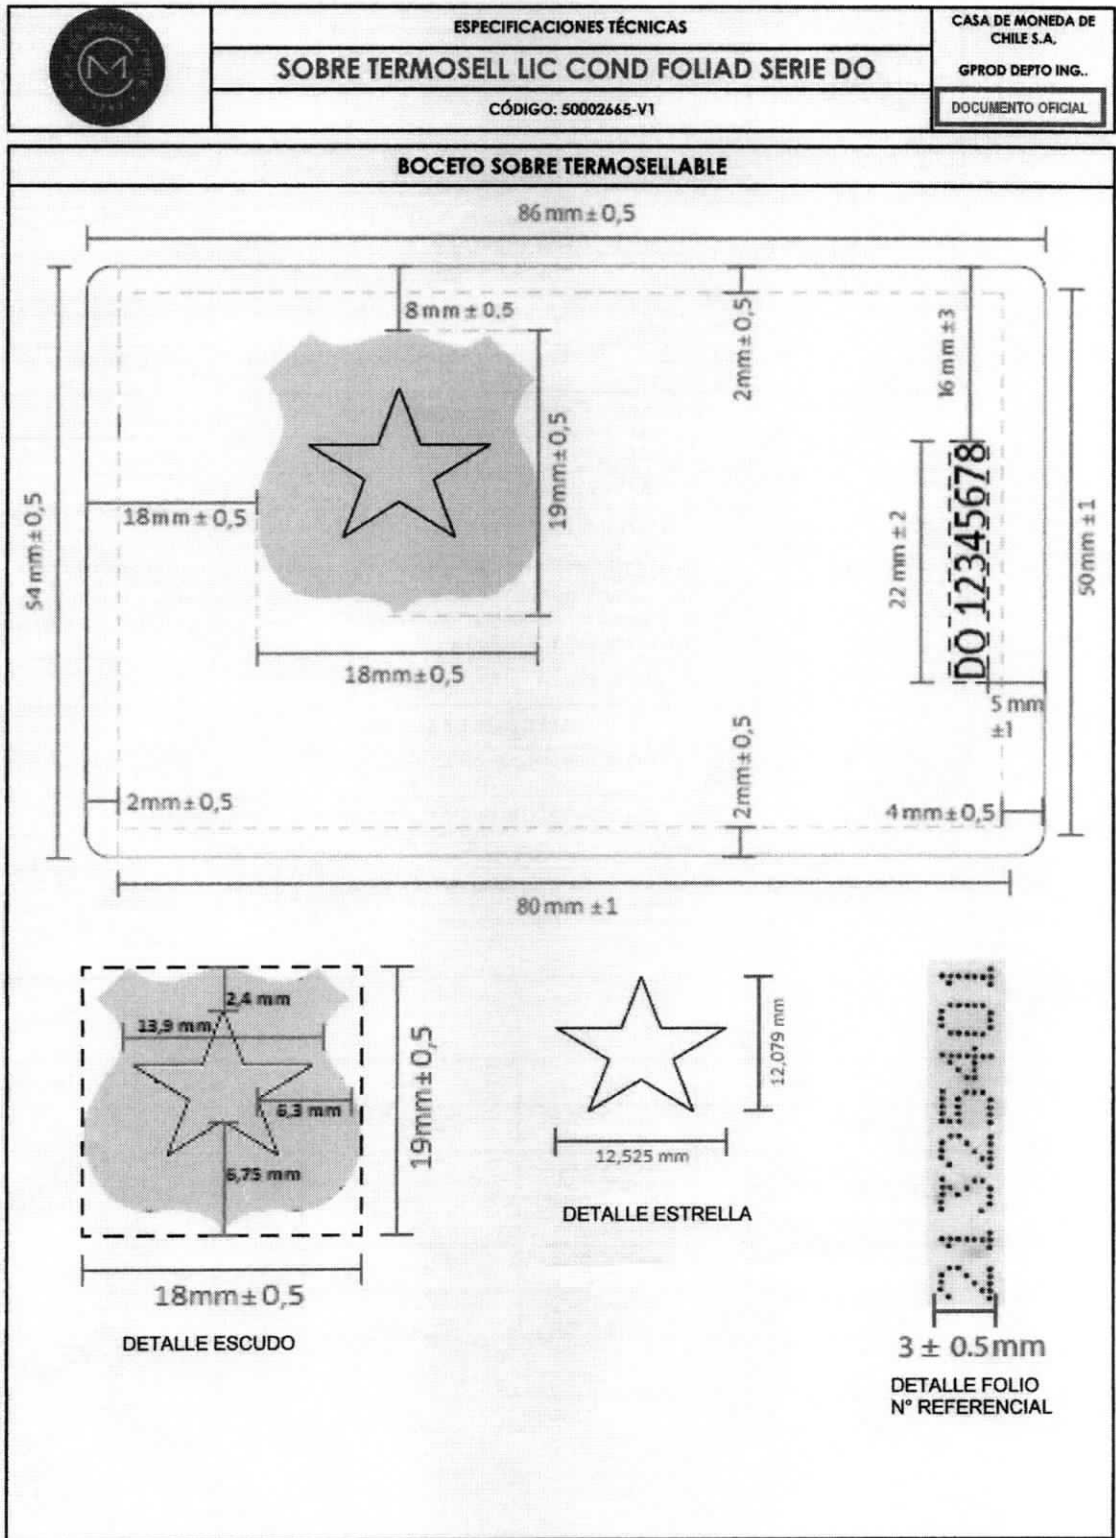 ESPECIFICACIONES TÉCNICAS
SOBRE TERMOSELL LIC COND FOLIAD SERIE DO
CÓDIGO: 50002665-V1
CASA DE MONEDA DE
CHILE S.A.
GPROD DEPTO ING..
DOCUMENTO OFICIAL
BOCETO SOBRE TERMOSELLABLE
86 mm ± 0,5
8 mm ± 0.5
2mm ± 0,5
16 mm ±3
54 mm ± 0,5
18mm ± 0,5
19mm ± 0,5
22 mm ± 2
DO 12345678
50mm ± 1
18mm ± 0,5
5 mm
±1
2mm ± 0,5
2mm ± 0,5
4 mm ± 0,5
80 mm ±1
2,4 mm
13,9 mm
6,3 mm
6,75 mm
19mm ± 0,5
18mm ± 0,5
DETALLE ESCUDO
12,079 mm
12,525 mm
DETALLE ESTRELLA
21325401
3 ± 0.5mm
DETALLE FOLIO
N° REFERENCIAL